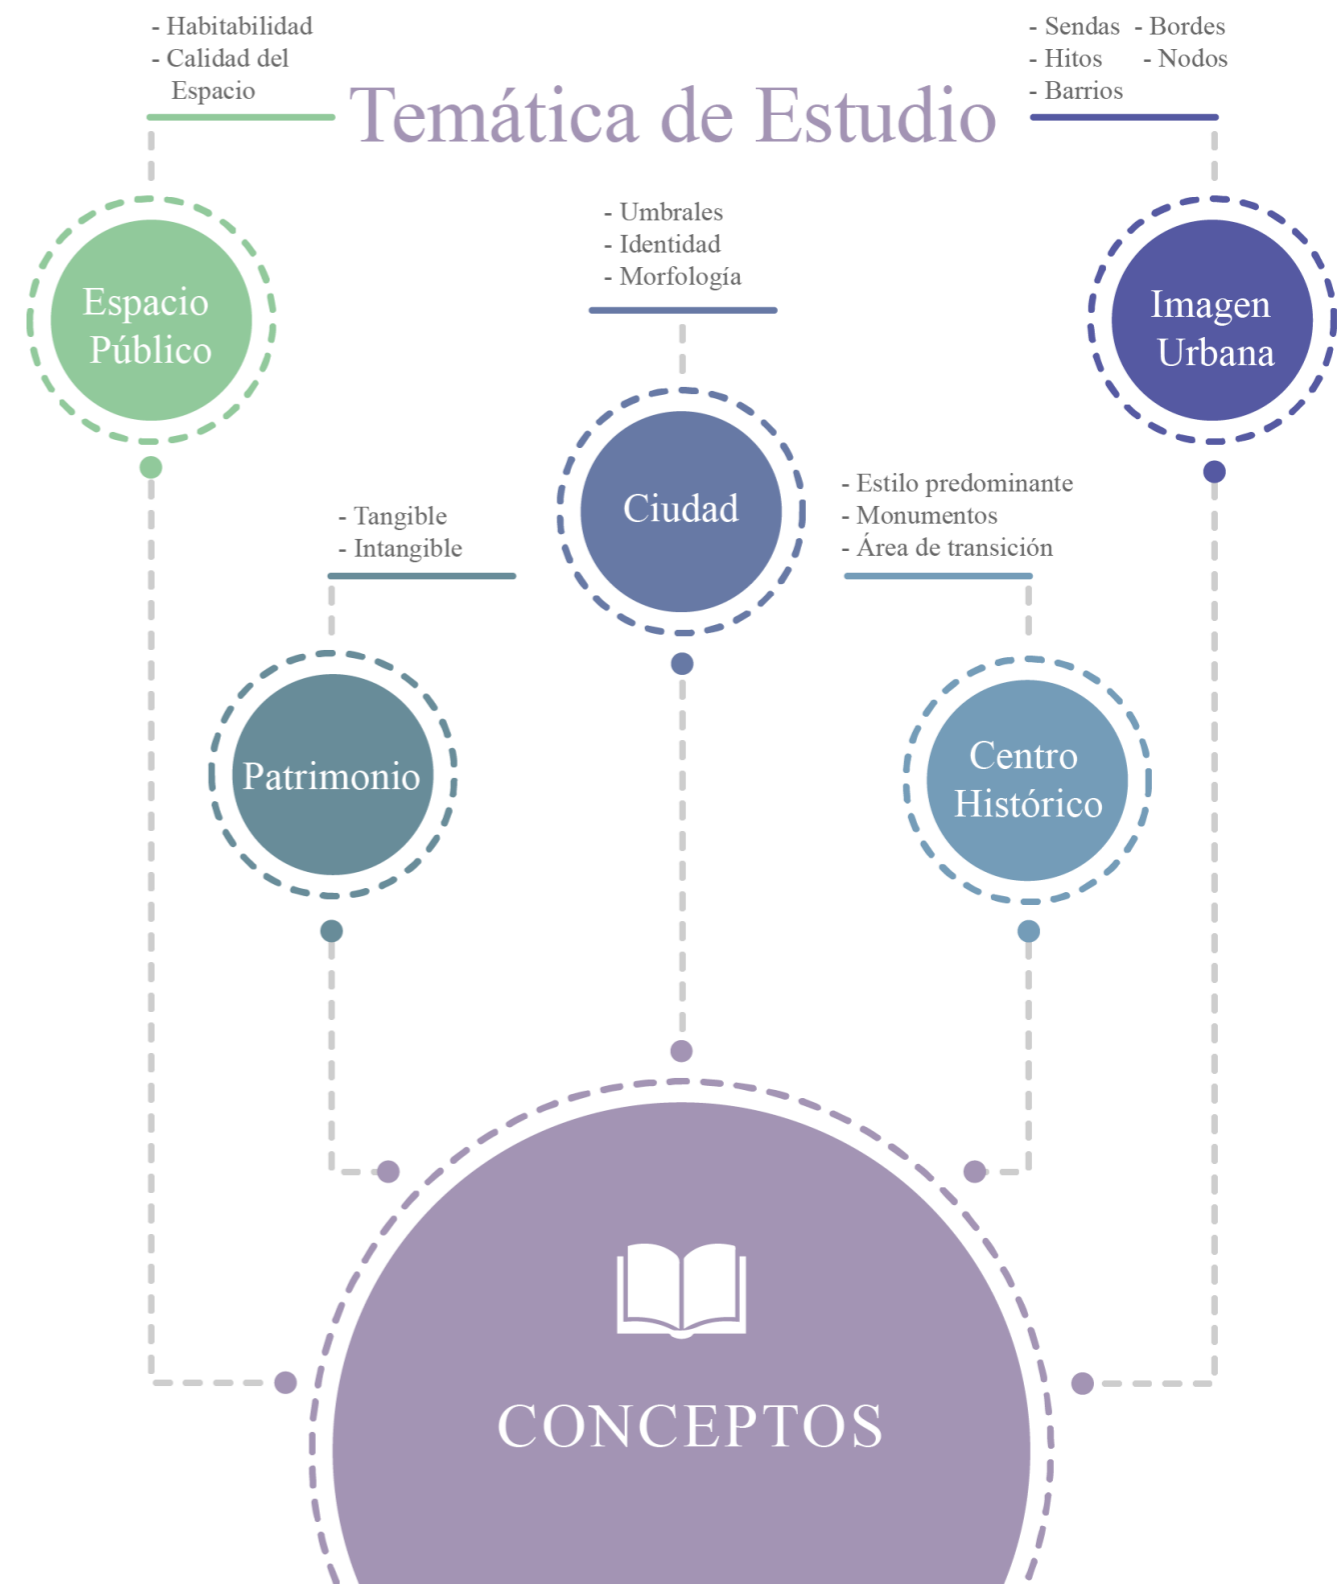 - Habitabilidad
- Calidad del
Espacio
Temática de Estudio
- Sendas - Bordes
- Hitos - Nodos
- Barrios
- Umbrales
- Identidad
- Morfología
Espacio
Público
Imagen
Urbana
Ciudad
- Tangible
- Intangible
- Estilo predominante
- Monumentos
- Área de transición
Patrimonio
Centro
Histórico
CONCEPTOS